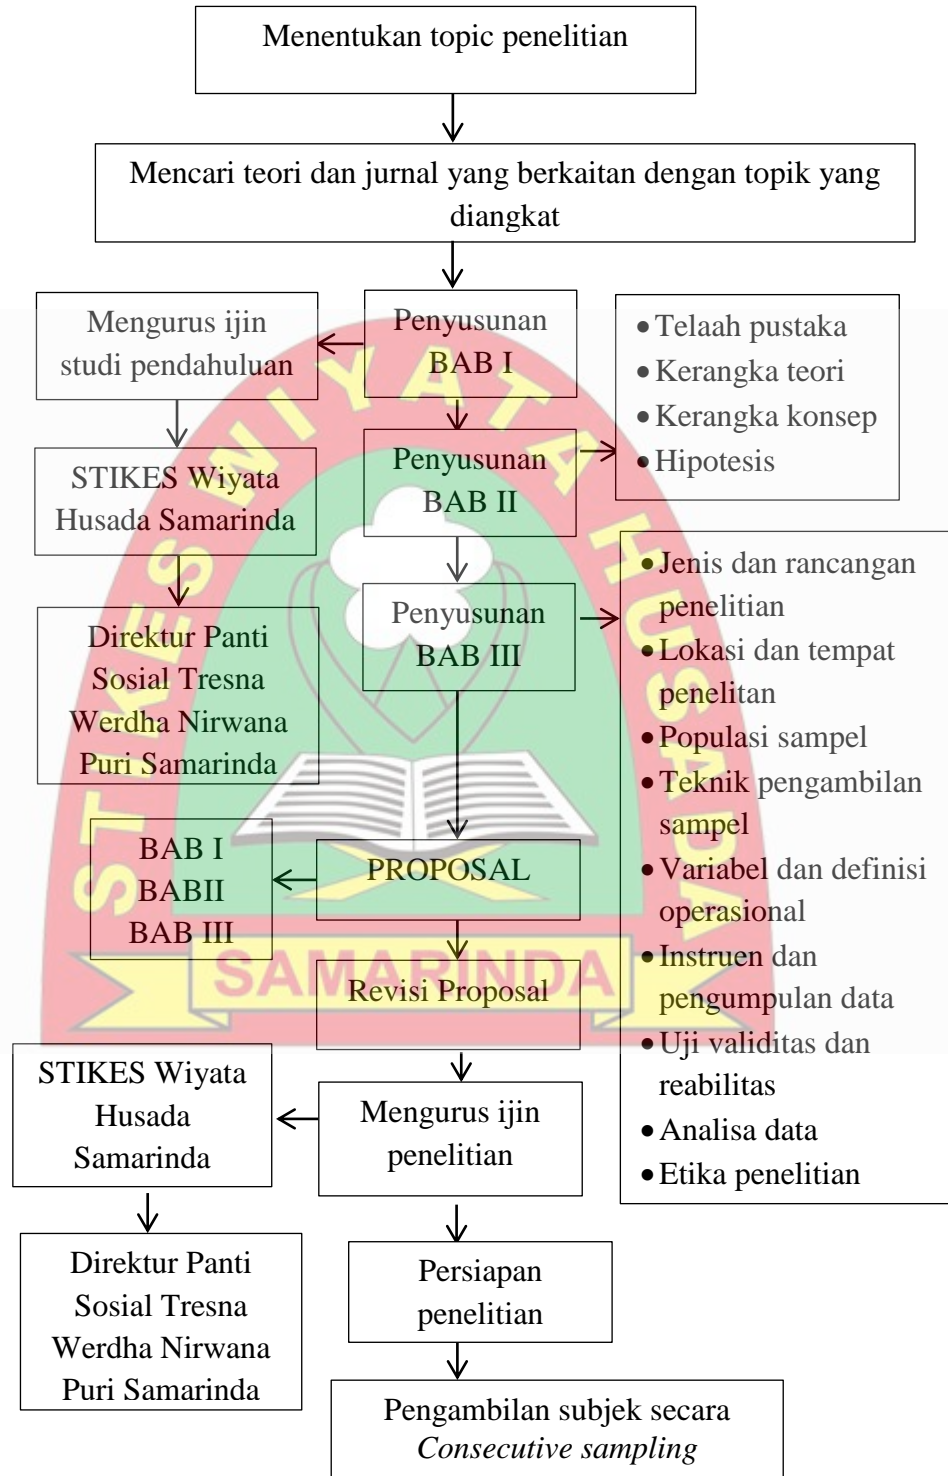 Menentukan topic penelitian
Mencari teori dan jurnal yang berkaitan dengan topik yang
diangkat
Mengurus ijin
studi pendahuluan
Penyusunan
BAB I
• Telaah pustaka
• Kerangka teori
• Kerangka konsep
• Hipotesis
STIKES Wiyata
Husada Samarinda
Penyusunan
BAB II
Direktur Panti
Sosial Tresna
Werdha Nirwana
Puri Samarinda
Penyusunan
BAB III
• Jenis dan rancangan
penelitian
• Lokasi dan tempat
penelitan
• Populasi sampel
• Teknik pengambilan
sampel
• Variabel dan definisi
operasional
• Instruen dan
pengumpulan data
• Uji validitas dan
reabilitas
• Analisa data
• Etika penelitian
BAB I
BABII
BAB III
PROPOSAL
Revisi Proposal
STIKES Wiyata
Husada
Samarinda
Mengurus ijin
penelitian
Direktur Panti
Sosial Tresna
Werdha Nirwana
Puri Samarinda
Persiapan
penelitian
Pengambilan subjek secara
Consecutive sampling
STIKES WIYATA HUSADA
SAMARINDA